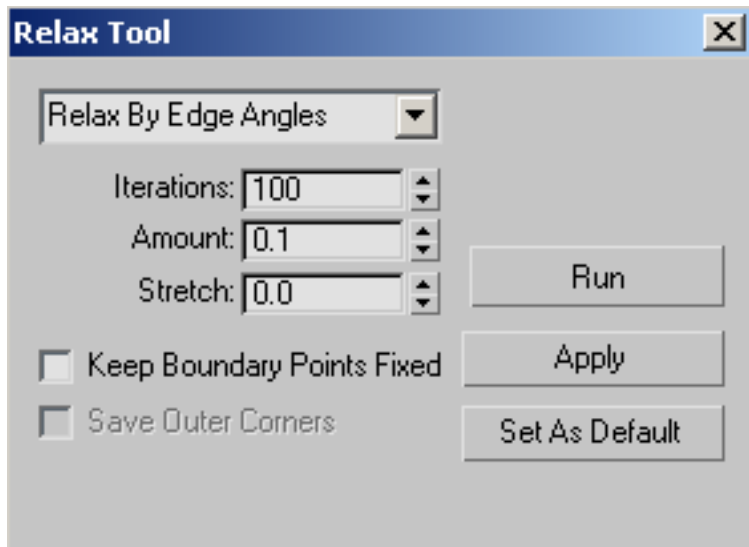 Relax Tool
Relax By Edge Angles
Iterations: 100
Amount: 0.1
Stretch: 0.0
Run
Keep Boundary Points Fixed
Apply
Save Outer Corners
Set As Default